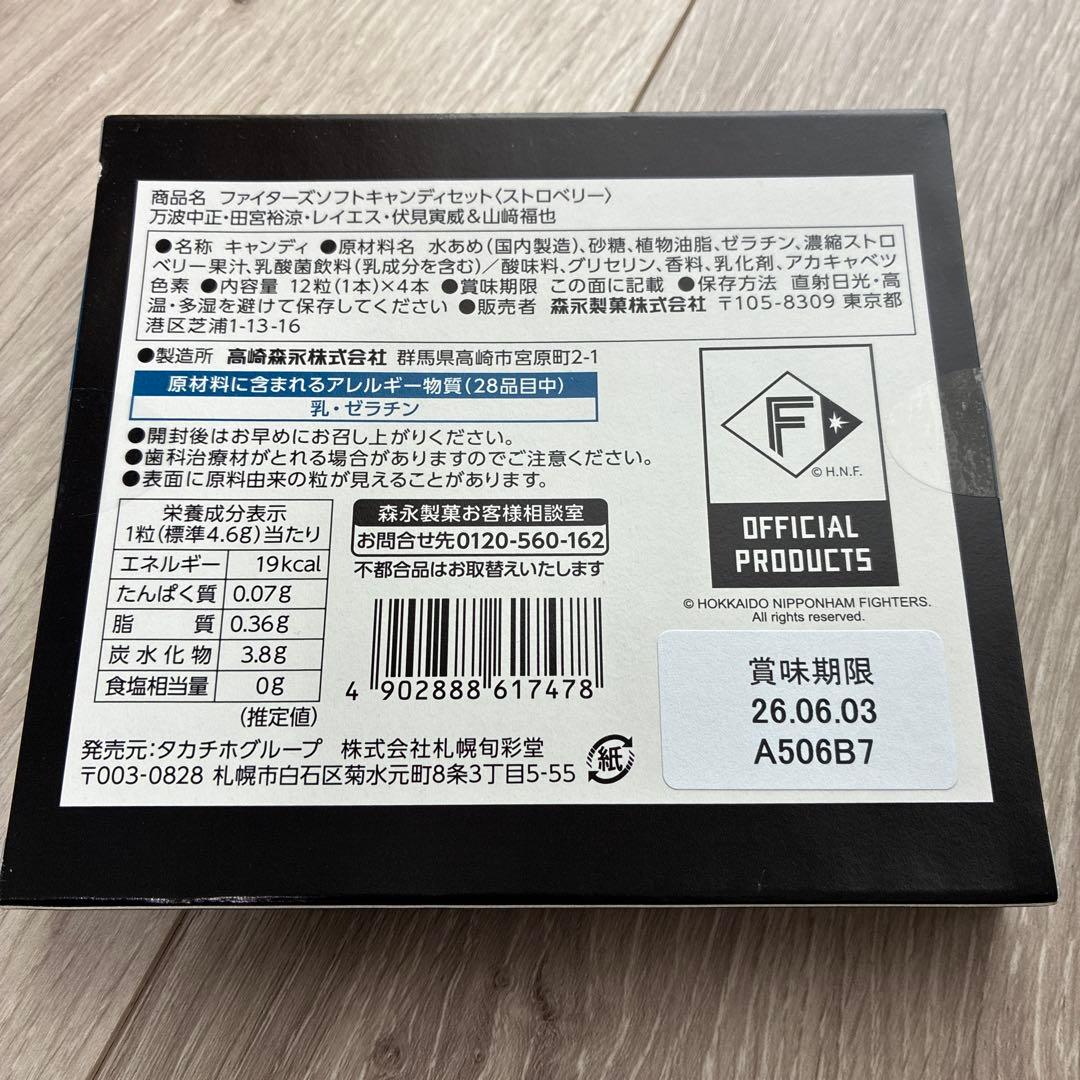 商品名 ファイターズソフトキャンディセット〈ストロベリー〉
万波中正・田宮裕涼・レイエス・伏見寅威&山﨑福也
●名称 キャンディ ●原材料名 水あめ(国内製造)、砂糖、植物油脂、ゼラチン、濃縮ストロ
ベリー果汁、乳酸菌飲料(乳成分を含む)／酸味料、グリセリン、香料、乳化剤、アカキャベツ
色素 ●内容量 12粒(1本)×4本 ●賞味期限 この面に記載 ●保存方法 直射日光・高
温・多湿を避けて保存してください ●販売者 森永製菓株式会社 〒105-8309 東京都
港区芝浦1-13-16
●製造所 高崎森永株式会社 群馬県高崎市宮原町2-1
原材料に含まれるアレルギー物質(28品目中)
乳・ゼラチン
●開封後はお早めにお召し上がりください。
●歯科治療材がとれる場合がありますのでご注意ください。
●表面に原料由来の粒が見えることがあります。
栄養成分表示
1粒(標準4.6g)当たり
エネルギー 19kcal
たんぱく質 0.07g
脂質 0.36g
炭水化物 3.8g
食塩相当量 0g
(推定値)
森永製菓お客様相談室
お問合せ先0120-560-162
不都合品はお取替えいたします
4 902888 617478
発売元:タカチホグループ 株式会社札幌旬彩堂
〒003-0828 札幌市白石区菊水元町8条3丁目5-55
紙
F
© H.N.F.
OFFICIAL
PRODUCTS
© HOKKAIDO NIPPONHAM FIGHTERS.
All rights reserved.
賞味期限
26.06.03
A506B7